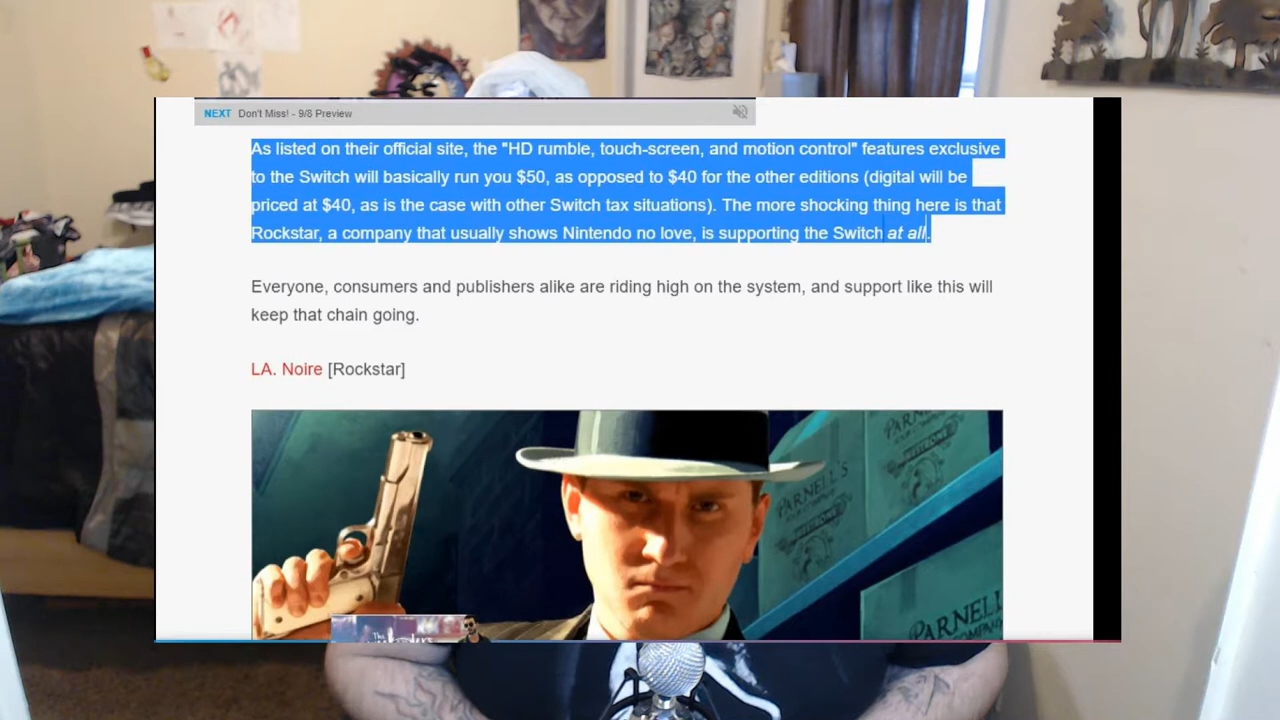 NEXT Don't Miss! - 9/8 Preview
As listed on their official site, the "HD rumble, touch-screen, and motion control" features exclusive
to the Switch will basically run you $50, as opposed to $40 for the other editions (digital will be
priced at $40, as is the case with other Switch tax situations). The more shocking thing here is that
Rockstar, a company that usually shows Nintendo no love, is supporting the Switch at all.
Everyone, consumers and publishers alike are riding high on the system, and support like this will
keep that chain going.
LA. Noire [Rockstar]
PARNELL'S
PARNELL'S
PARNELL